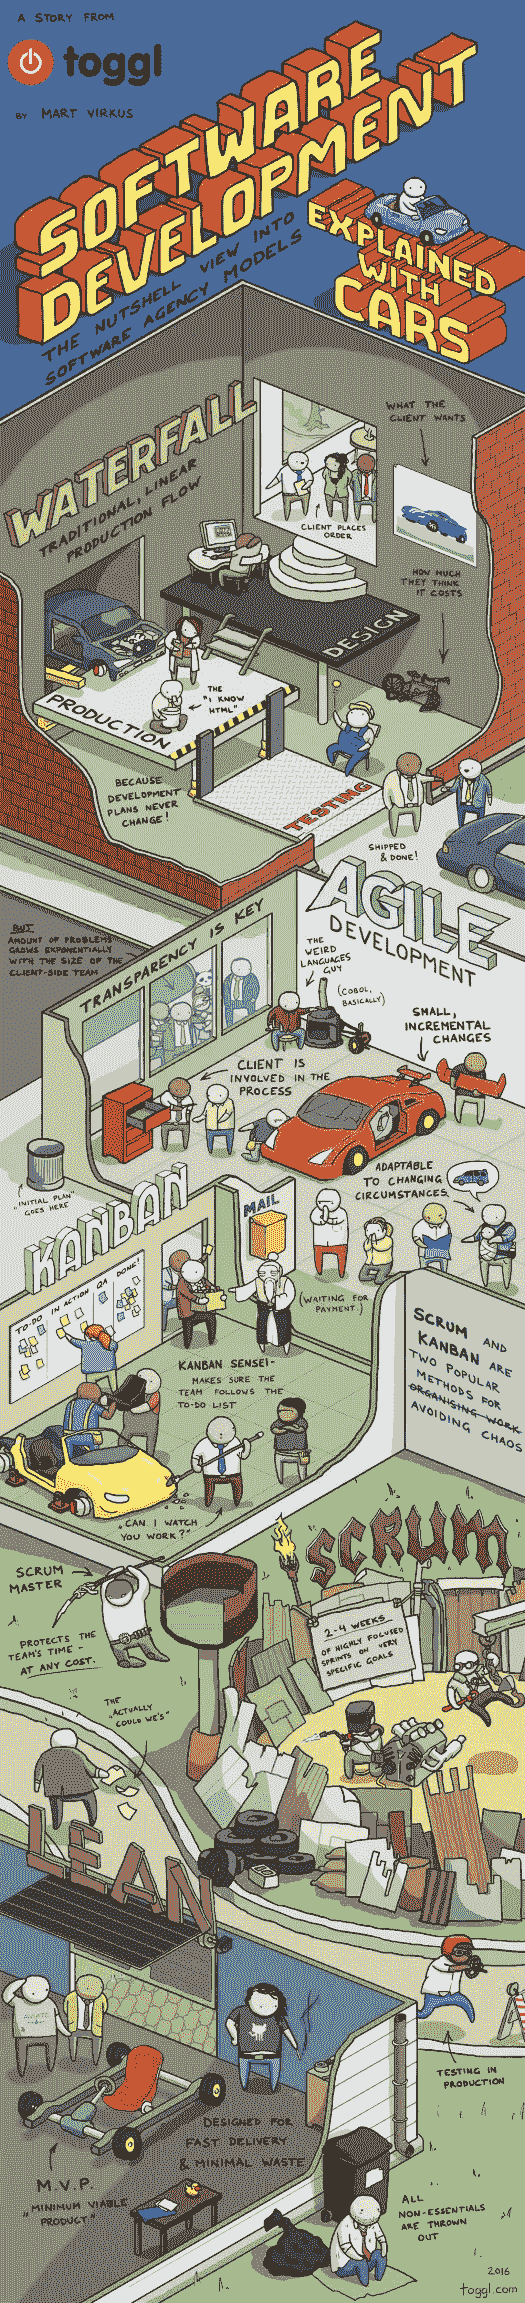 A STORY FROM
toggl
BY MART VIRKUS
SOFTWARE
DEVELOPMENT
EXPLAINED
WITH
CARS
THE NUTSHELL VIEW INTO
SOFTWARE AGENCY MODELS
WATERFALL
TRADITIONAL, LINEAR
PRODUCTION FLOW
WHAT THE
CLIENT WANTS
CLIENT PLACES
ORDER
HOW MUCH
THEY THINK
IT COSTS
DESIGN
THE
"I KNOW
HTML"
PRODUCTION
BECAUSE
DEVELOPMENT
PLANS NEVER
CHANGE!
TESTING
SHIPPED
& DONE!
AGILE
DEVELOPMENT
BUT
AMOUNT OF PROBLEMS
GROWS EXPONENTIALLY
WITH THE SIZE OF THE
CLIENT-SIDE TEAM
TRANSPARENCY IS KEY
THE
WEIRD
LANGUAGES
GUY
(COBOL,
BASICALLY)
SMALL,
INCREMENTAL
CHANGES
CLIENT IS
INVOLVED IN THE
PROCESS
ADAPTABLE
TO CHANGING
CIRCUMSTANCES
"INITIAL PLAN"
GOES HERE
KANBAN
MAIL
TO-DO IN ACTION QA DONE!
(WAITING FOR
PAYMENT.)
KANBAN SENSEI-
MAKES SURE THE
TEAM FOLLOWS THE
TO-DO LIST
SCRUM AND
KANBAN ARE
TWO POPULAR
METHODS FOR
ORGANISING WORK
AVOIDING CHAOS
"CAN I WATCH
YOU WORK?"
SCRUM
SCRUM
MASTER
PROTECTS THE
TEAM'S TIME -
AT ANY COST.
2-4 WEEKS
OF HIGHLY FOCUSED
SPRINTS ON VERY
SPECIFIC GOALS
THE
"ACTUALLY
COULD WE'S"
LEAN
TESTING IN
PRODUCTION
DESIGNED FOR
FAST DELIVERY
& MINIMAL WASTE
M.V.P.
"MINIMUM VIABLE
PRODUCT"
ALL
NON-ESSENTIALS
ARE THROWN
OUT
2016
toggl.com